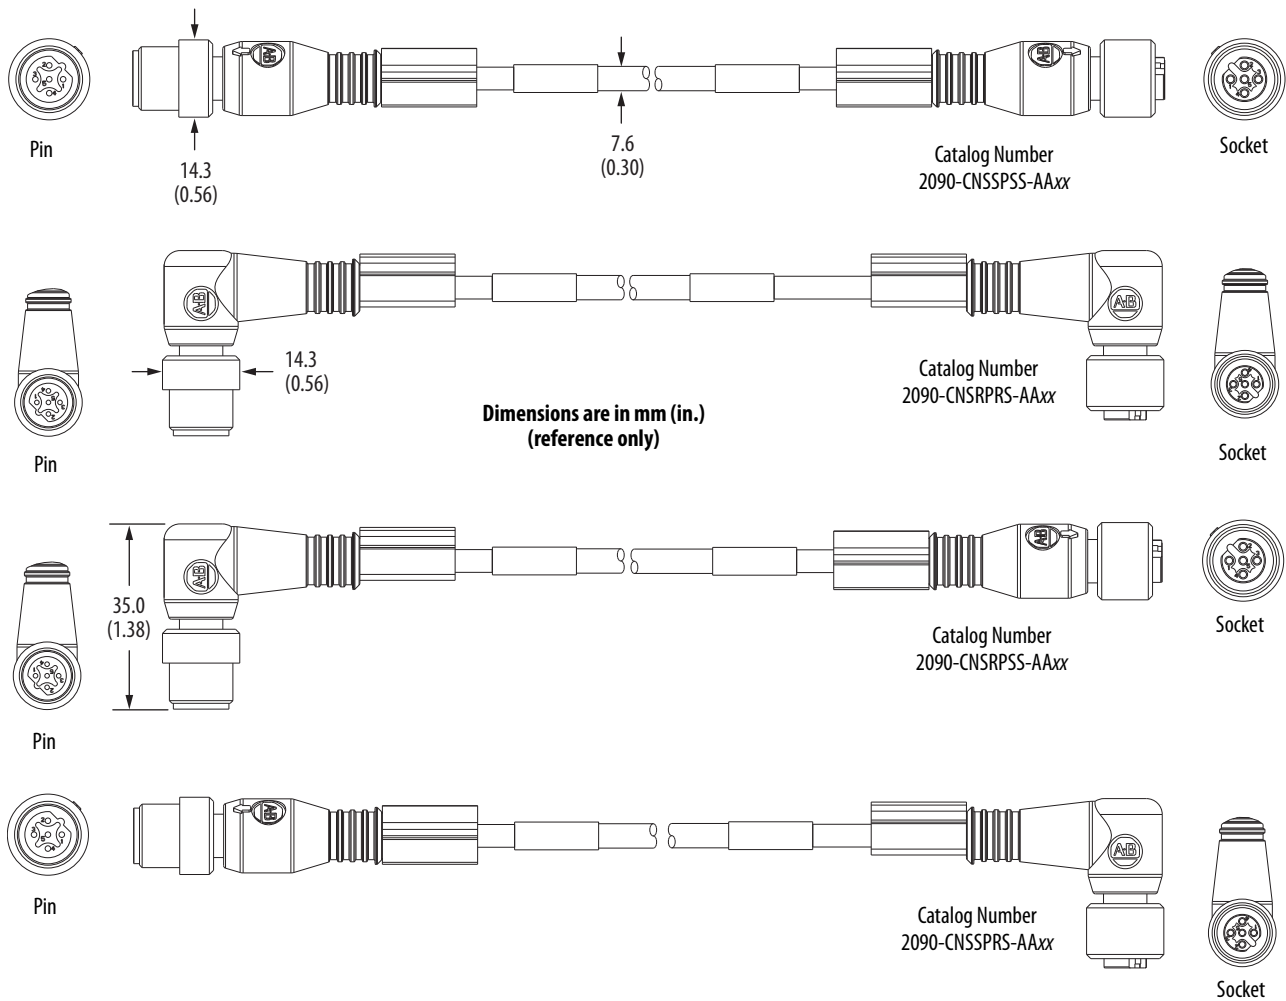 Pin
14.3
(0.56)
A-B
7.6
(0.30)
A-B
Catalog Number
2090-CNSSPSS-AAxx
Socket
A-B
14.3
(0.56)
Pin
Dimensions are in mm (in.)
(reference only)
A-B
Catalog Number
2090-CNSRPRS-AAxx
Socket
35.0
(1.38)
A-B
Pin
A-B
Catalog Number
2090-CNSRPSS-AAxx
Socket
Pin
A-B
A-B
Catalog Number
2090-CNSSPRS-AAxx
Socket